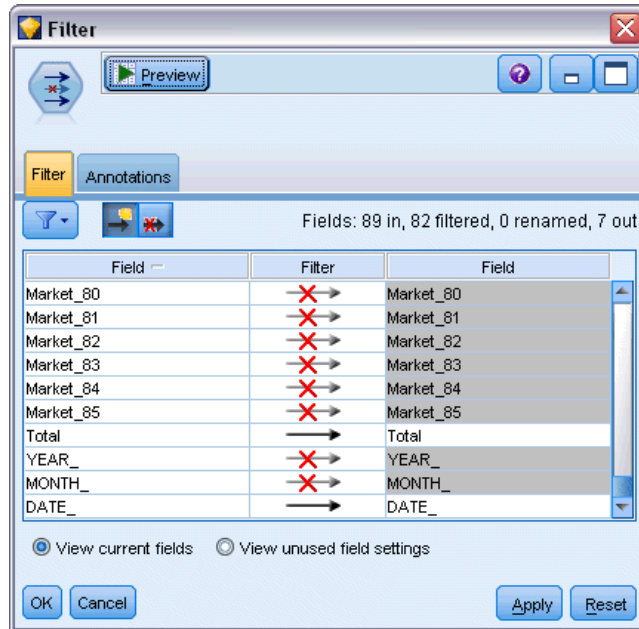 Filter
Preview
Filter
Annotations
Fields: 89 in, 82 filtered, 0 renamed, 7 out
Field Filter Field
Market_80 Market_80
Market_81 Market_81
Market_82 Market_82
Market_83 Market_83
Market_84 Market_84
Market_85 Market_85
Total Total
YEAR_ YEAR_
MONTH_ MONTH_
DATE_ DATE_
View current fields View unused field settings
OK Cancel Apply Reset